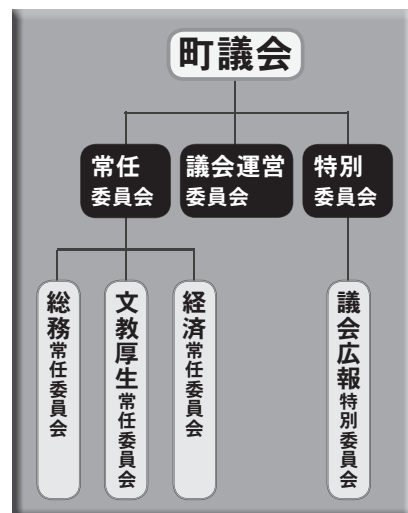 町議会
常任
委員会
議会運営
委員会
特別
委員会
総務常任委員会
文教厚生常任委員会
経済常任委員会
議会広報特別委員会